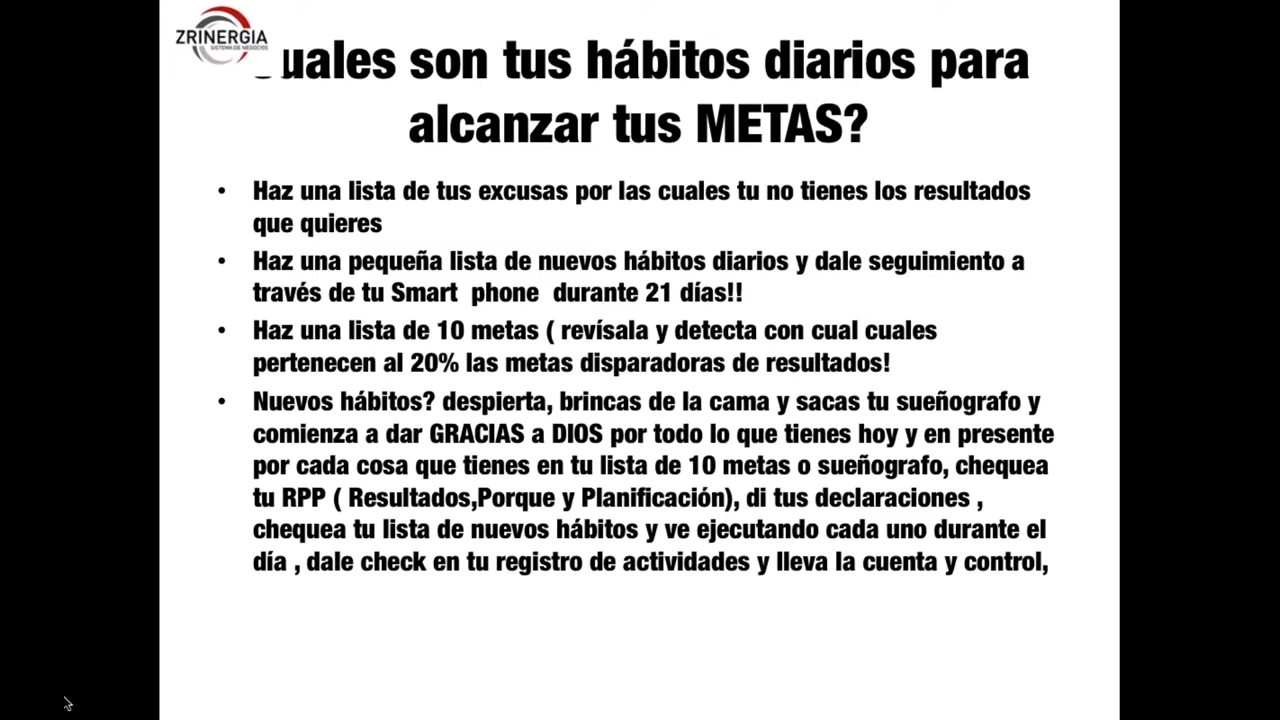 ZRINERGIA
SISTEMA DE NEGOCIOS
uales son tus hábitos diarios para
alcanzar tus METAS?
• Haz una lista de tus excusas por las cuales tu no tienes los resultados
que quieres
• Haz una pequeña lista de nuevos hábitos diarios y dale seguimiento a
través de tu Smart phone durante 21 días!!
• Haz una lista de 10 metas ( revísala y detecta con cual cuales
pertenecen al 20% las metas disparadoras de resultados!
• Nuevos hábitos? despierta, brincas de la cama y sacas tu sueñografo y
comienza a dar GRACIAS a DIOS por todo lo que tienes hoy y en presente
por cada cosa que tienes en tu lista de 10 metas o sueñografo, chequea
tu RPP ( Resultados,Porque y Planificación), di tus declaraciones ,
chequea tu lista de nuevos hábitos y ve ejecutando cada uno durante el
día , dale check en tu registro de actividades y lleva la cuenta y control,